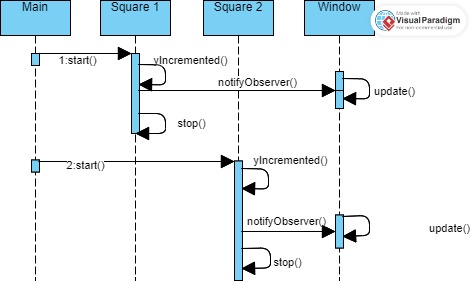 Main
Square 1
Square 2
Window
Made with
Visual Paradigm
For non-commercial use
1:start()
yIncremented()
notifyObserver()
update()
stop()
2:start()
yIncremented()
notifyObserver()
update()
stop()